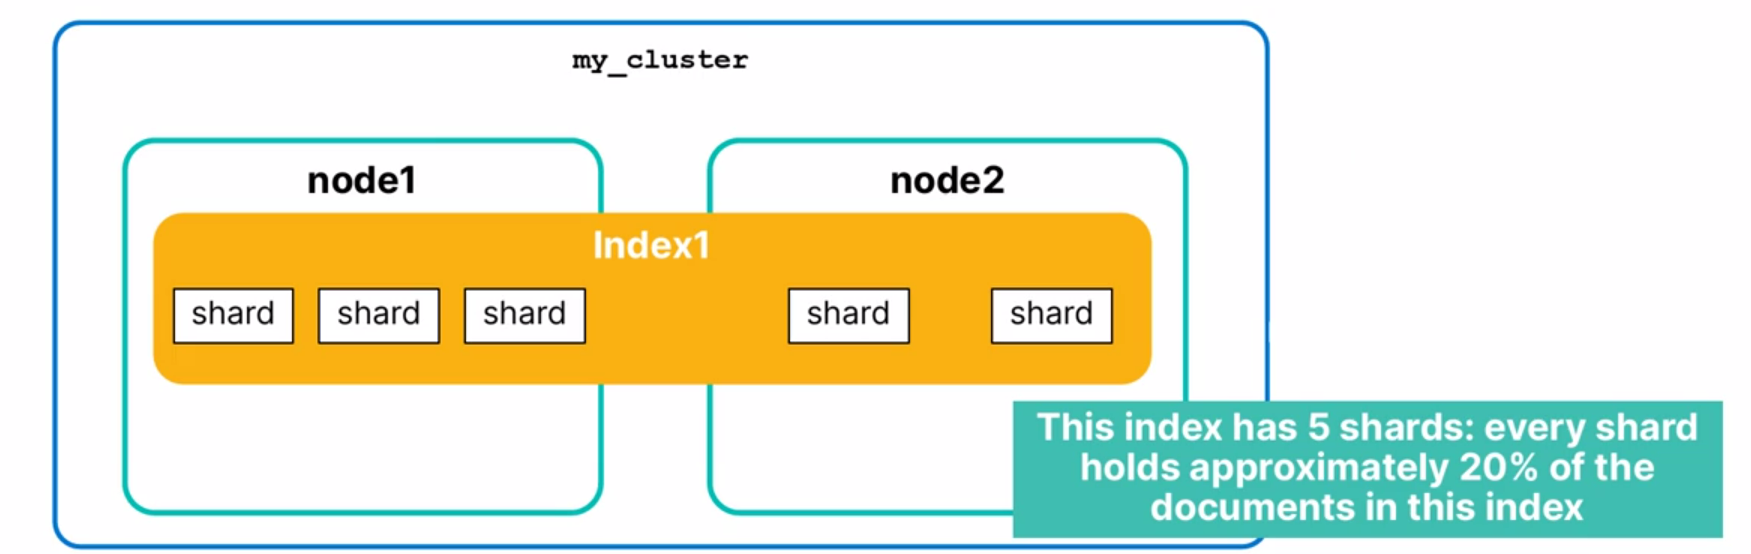 my_cluster
node1
node2
Index1
shard
shard
shard
shard
shard
This index has 5 shards: every shard
holds approximately 20% of the
documents in this index